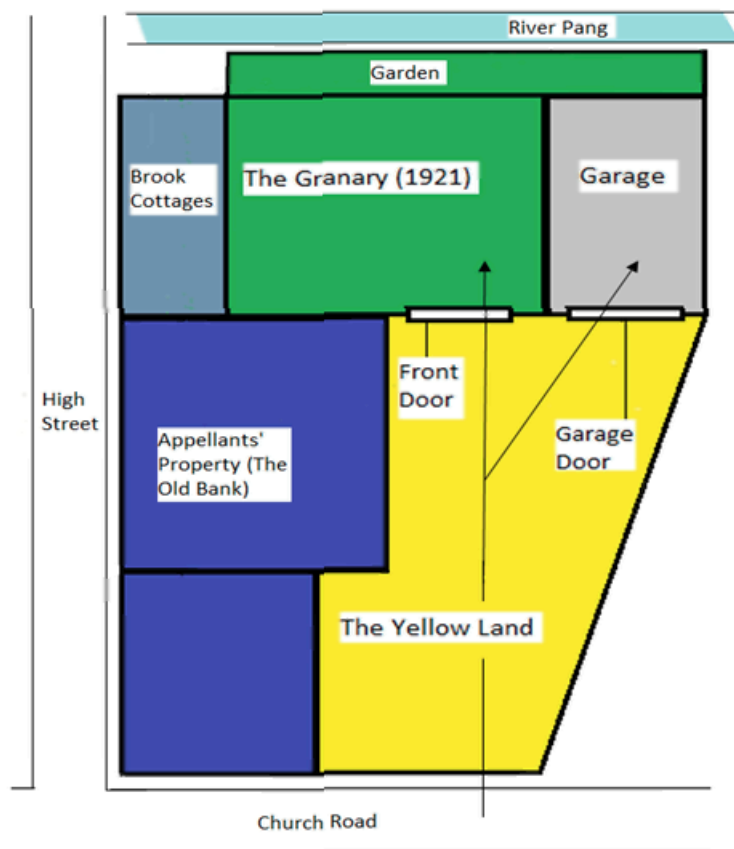 River Pang
Garden
Brook
Cottages
The Granary (1921)
Garage
High
Street
Front
Door
Appellants'
Property (The
Old Bank)
Garage
Door
The Yellow Land
Church Road